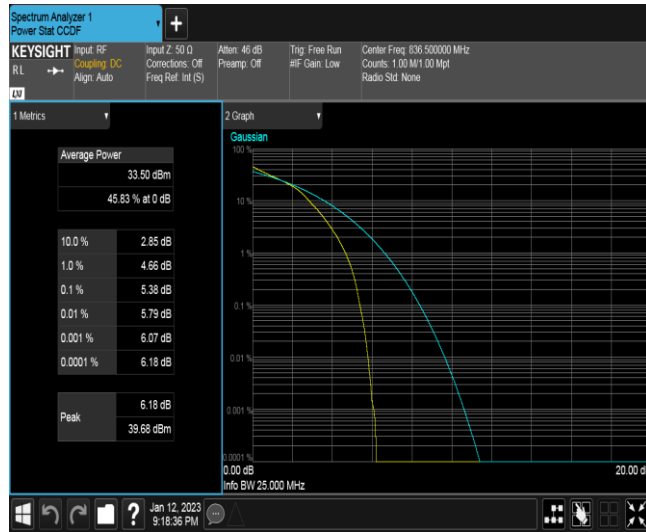 Spectrum Analyzer 1
Power Stat CCDF
+
KEYSIGHT
RL
LXI
Input: RF
Coupling: DC
Align: Auto
Input Z: 50 Ω
Corrections: Off
Freq Ref: Int (S)
Atten: 46 dB
Preamp: Off
Trig: Free Run
#IF Gain: Low
Center Freq: 836.500000 MHz
Counts: 1.00 M/1.00 Mpt
Radio Std: None
1 Metrics
Average Power
33.50 dBm
45.83 % at 0 dB
10.0 % 2.85 dB
1.0 % 4.66 dB
0.1 % 5.38 dB
0.01 % 5.79 dB
0.001 % 6.07 dB
0.0001 % 6.18 dB
Peak
6.18 dB
39.68 dBm
2 Graph
Gaussian
100 %
10 %
1 %
0.1 %
0.01 %
0.001 %
0.0001 %
0.00 dB
20.00 d
Info BW 25.000 MHz
?
Jan 12, 2023
9:18:36 PM